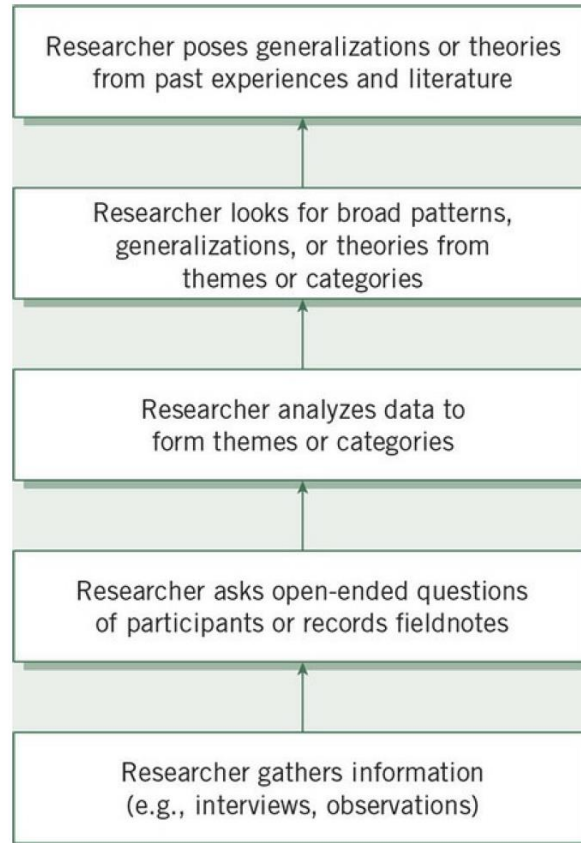 Researcher poses generalizations or theories
from past experiences and literature
Researcher looks for broad patterns,
generalizations, or theories from
themes or categories
Researcher analyzes data to
form themes or categories
Researcher asks open-ended questions
of participants or records fieldnotes
Researcher gathers information
(e.g., interviews, observations)